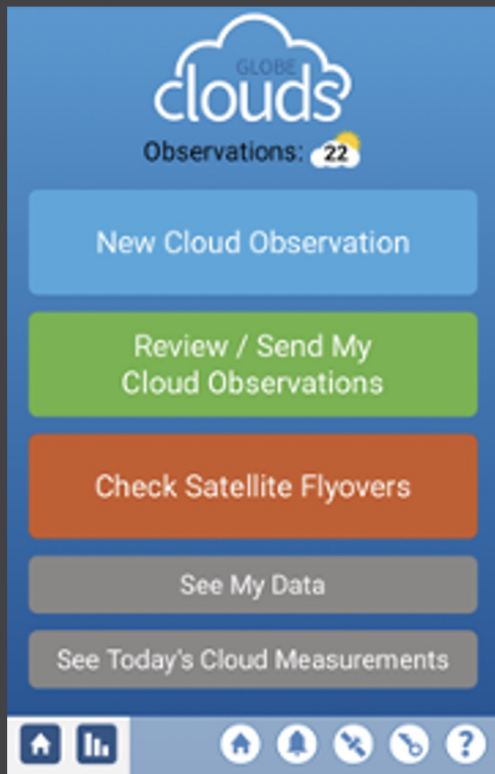 GLOBE
clouds
Observations: 22
New Cloud Observation
Review / Send My
Cloud Observations
Check Satellite Flyovers
See My Data
See Today's Cloud Measurements
?